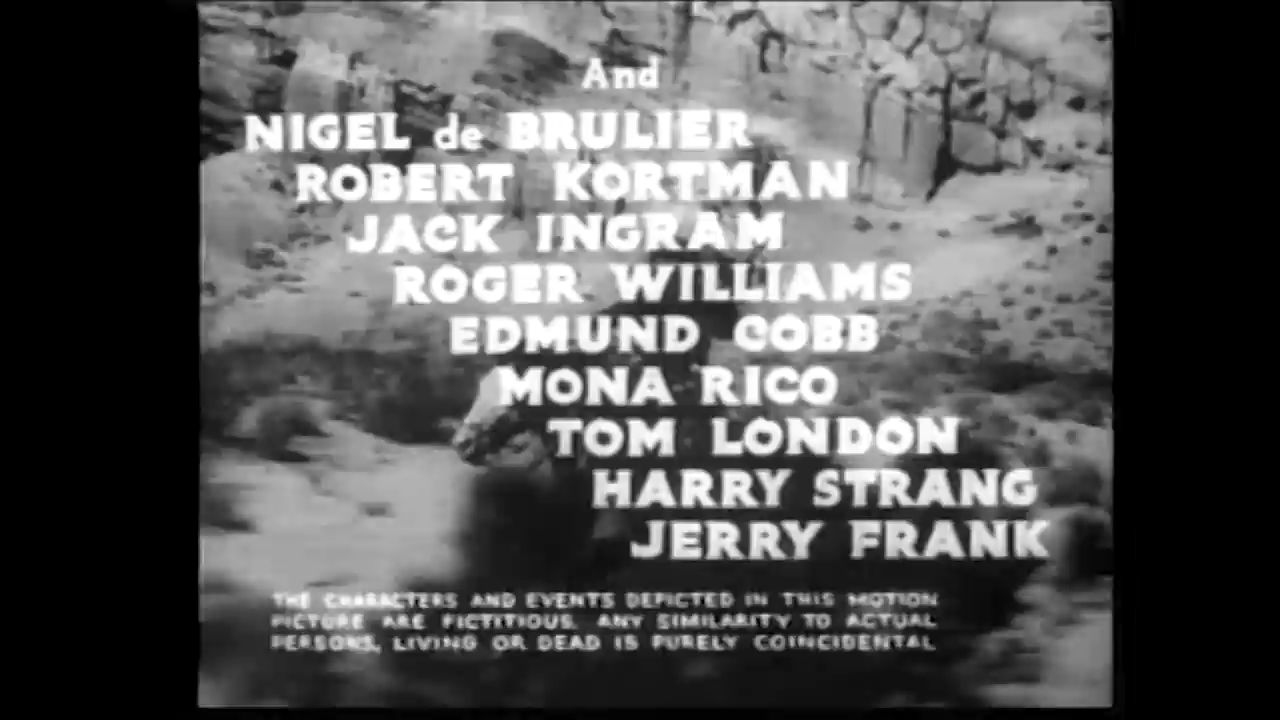 And
NIGEL de BRULIER
ROBERT KORTMAN
JACK INGRAM
ROGER WILLIAMS
EDMUND COBB
MONA RICO
TOM LONDON
HARRY STRANG
JERRY FRANK
THE CHARACTERS AND EVENTS DEPICTED IN THIS MOTION
PICTURE ARE FICTITIOUS. ANY SIMILARITY TO ACTUAL
PERSONS, LIVING OR DEAD IS PURELY COINCIDENTAL